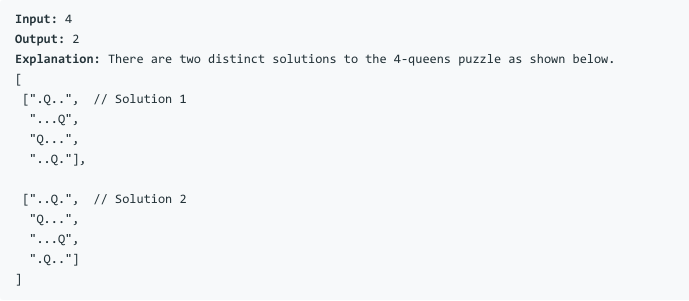 Input: 4
Output: 2
Explanation: There are two distinct solutions to the 4-queens puzzle as shown below.
[
 [".Q..",  // Solution 1
  "...Q",
  "Q...",
  "..Q."],

 ["..Q.",  // Solution 2
  "Q...",
  "...Q",
  ".Q.."]
]